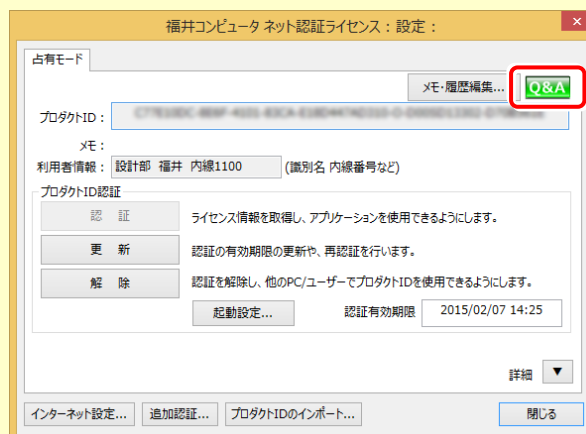 福井コンピュータ ネット認証ライセンス：設定：
占有モード
メモ・履歴編集... Q&A
プロダクトID：
メモ：
利用者情報： 設計部 福井 内線1100 (識別名 内線番号など)
プロダクトID認証
認 証 ライセンス情報を取得し、アプリケーションを使用できるようにします。
更 新 認証の有効期限の更新や、再認証を行います。
解 除 認証を解除し、他のPC/ユーザーでプロダクトIDを使用できるようにします。
起動設定... 認証有効期限 2015/02/07 14:25
詳細 ▼
インターネット設定... 追加認証... プロダクトIDのインポート... 閉じる